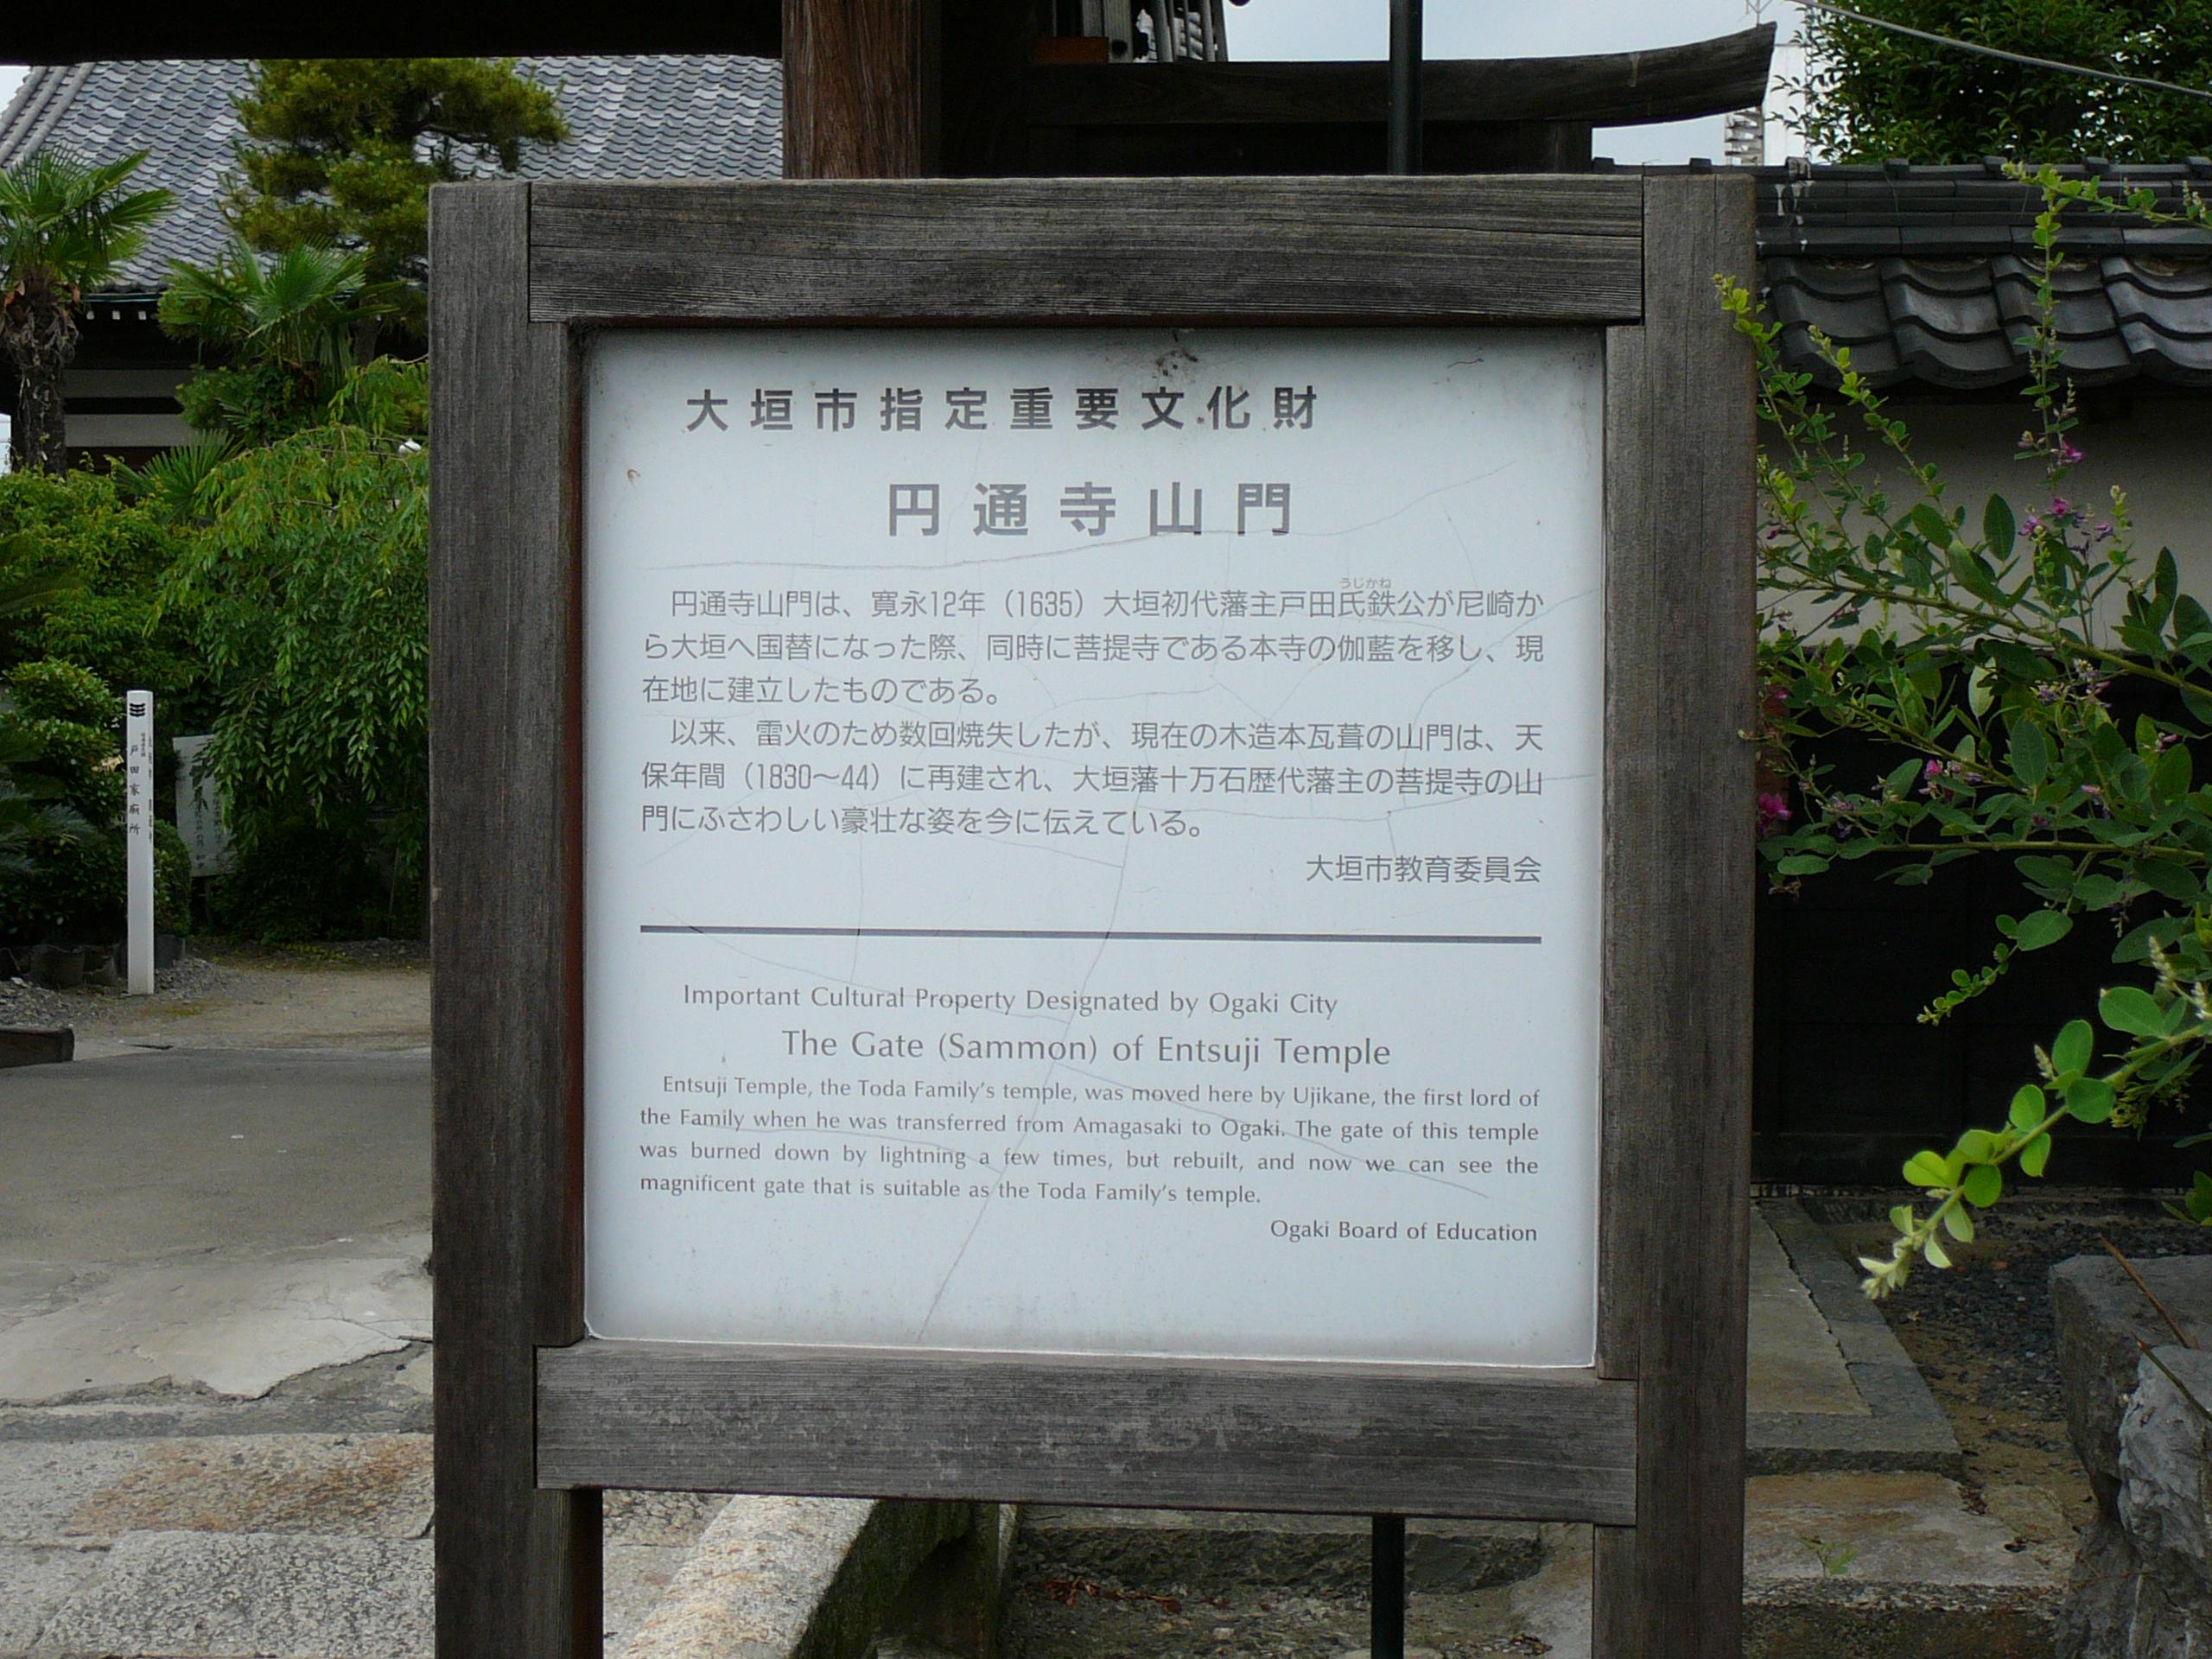 大垣市指定重要文化財
円通寺山門
うじかね
円通寺山門は、寛永12年（1635）大垣初代藩主戸田氏鉄公が尼崎か
ら大垣へ国替になった際、同時に菩提寺である本寺の伽藍を移し、現
在地に建立したものである。
以来、雷火のため数回焼失したが、現在の木造本瓦葺の山門は、天
保年間（1830〜44）に再建され、大垣藩十万石歴代藩主の菩提寺の山
門にふさわしい豪壮な姿を今に伝えている。
大垣市教育委員会
Important Cultural Property Designated by Ogaki City
The Gate (Sammon) of Entsuji Temple
Entsuji Temple, the Toda Family's temple, was moved here by Ujikane, the first lord of
the Family when he was transferred from Amagasaki to Ogaki. The gate of this temple
was burned down by lightning a few times, but rebuilt, and now we can see the
magnificent gate that is suitable as the Toda Family's temple.
Ogaki Board of Education
戸田家廟所